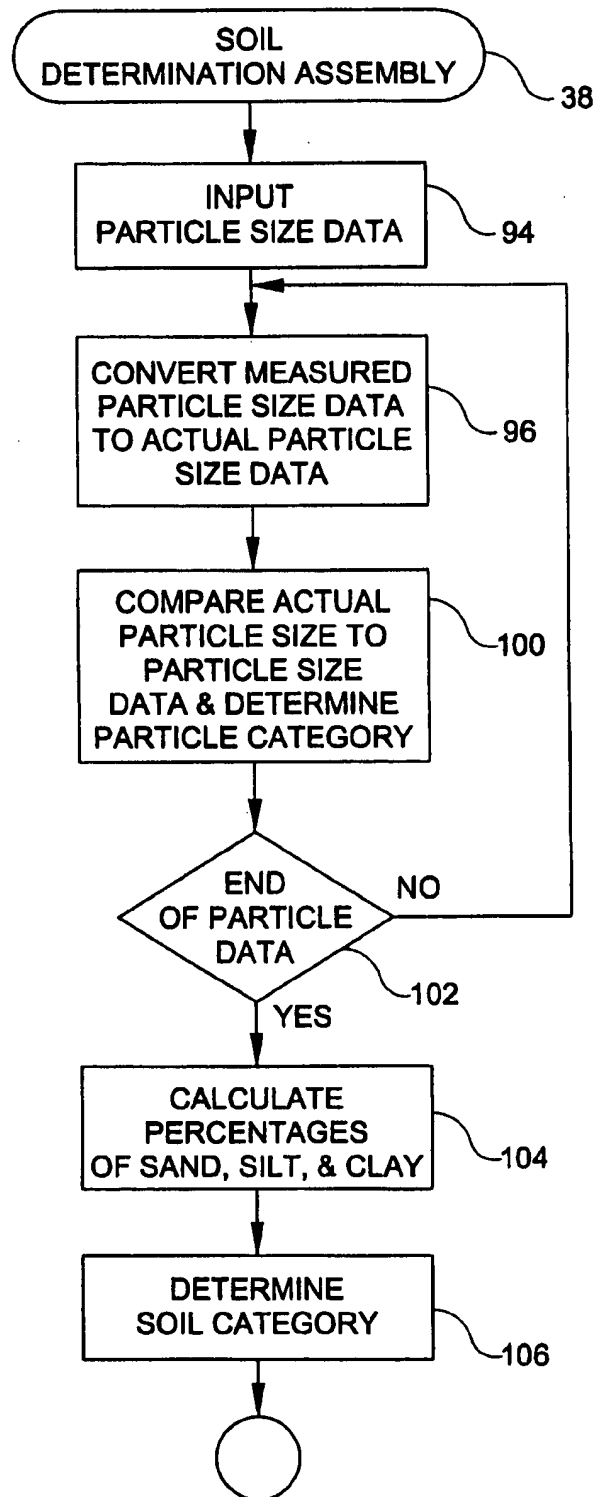 SOIL
DETERMINATION ASSEMBLY
38
INPUT
PARTICLE SIZE DATA
94
CONVERT MEASURED
PARTICLE SIZE DATA
TO ACTUAL PARTICLE
SIZE DATA
96
COMPARE ACTUAL
PARTICLE SIZE TO
PARTICLE SIZE
DATA & DETERMINE
PARTICLE CATEGORY
100
END
OF PARTICLE
DATA
NO
102
YES
CALCULATE
PERCENTAGES
OF SAND, SILT, & CLAY
104
DETERMINE
SOIL CATEGORY
106